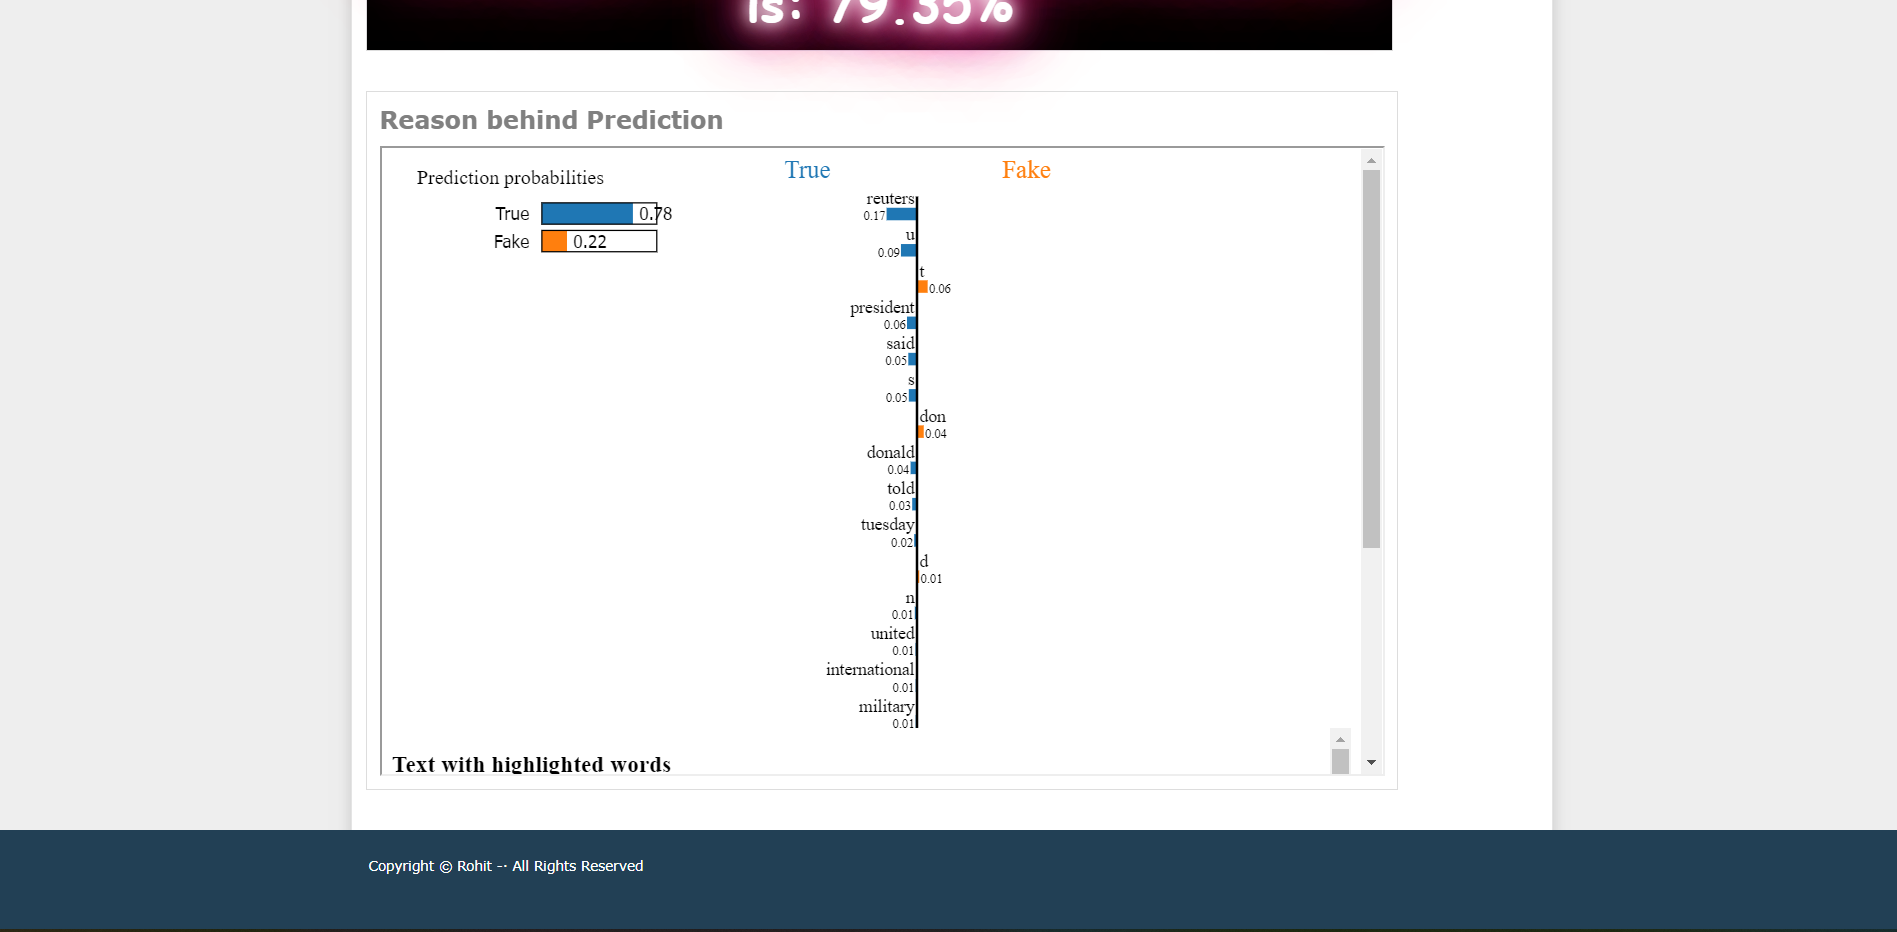 is: 79.35%
Reason behind Prediction
Prediction probabilities
True 0.78
Fake 0.22
True Fake
reuters
0.17
u
0.09
t
0.06
president
0.06
said
0.05
s
0.05
don
0.04
donald
0.04
told
0.03
tuesday
0.02
d
0.01
n
0.01
united
0.01
international
0.01
military
0.01
Text with highlighted words
Copyright © Rohit -· All Rights Reserved